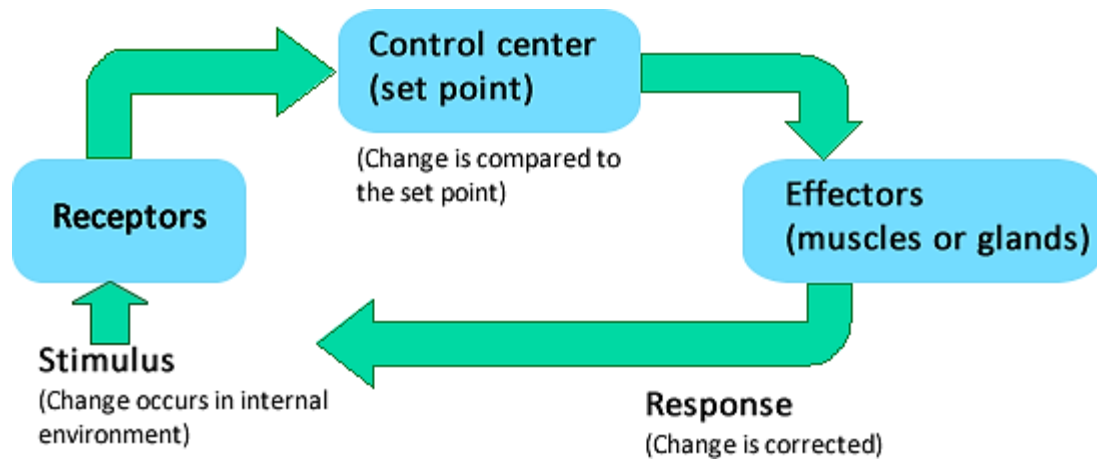 Control center
(set point)
(Change is compared to
the set point)
Receptors
Effectors
(muscles or glands)
Stimulus
(Change occurs in internal
environment)
Response
(Change is corrected)